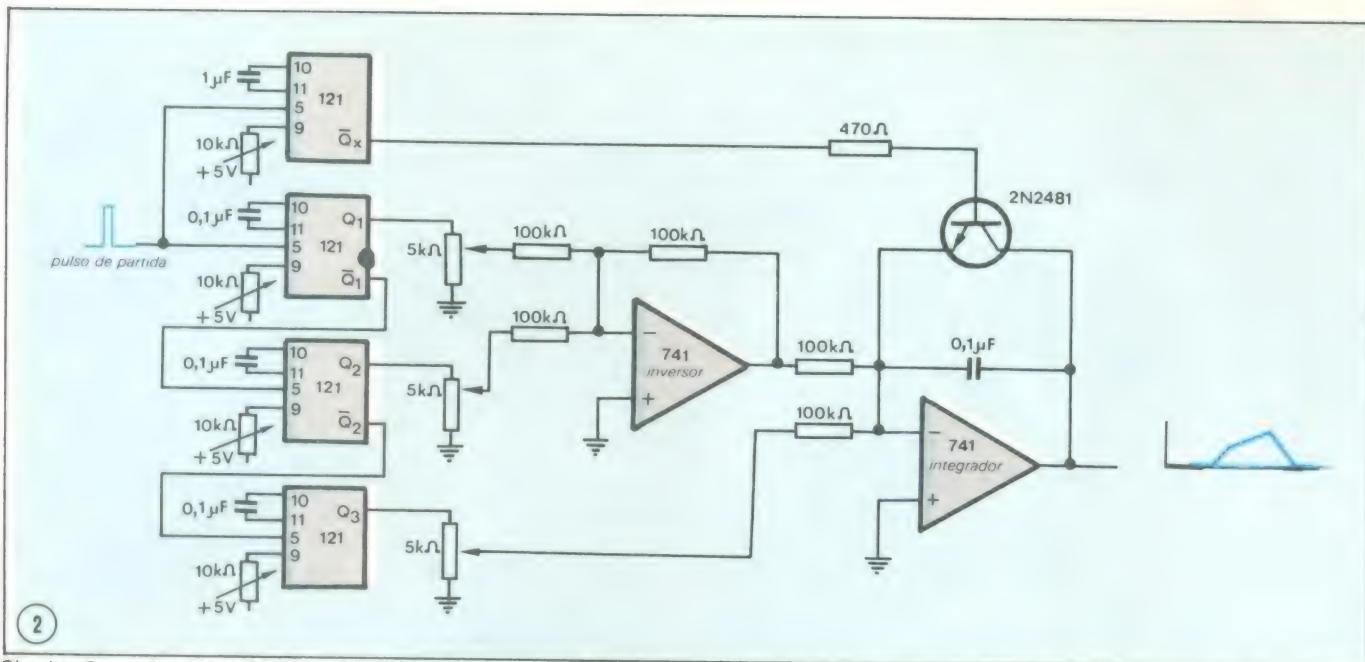 1µF
10
11
5
9
121
Q̄x
10kΩ
+5V
470Ω
2N2481
pulso de partida
0,1µF
10
11
5
9
121
Q1
Q̄1
10kΩ
+5V
5kΩ
100kΩ
100kΩ
100kΩ
0,1µF
10
11
5
9
121
Q2
Q̄2
10kΩ
+5V
5kΩ
741
inversor
−
+
100kΩ
0,1µF
100kΩ
741
integrador
−
+
0,1µF
10
11
5
9
121
Q3
10kΩ
+5V
5kΩ
2